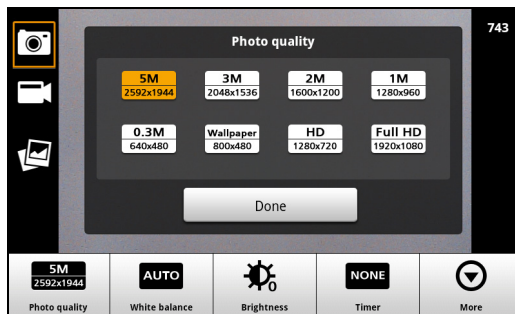 743
Photo quality
5M
2592x1944
3M
2048x1536
2M
1600x1200
1M
1280x960
0.3M
640x480
Wallpaper
800x480
HD
1280x720
Full HD
1920x1080
Done
5M
2592x1944
Photo quality
AUTO
White balance
0
Brightness
NONE
Timer
More